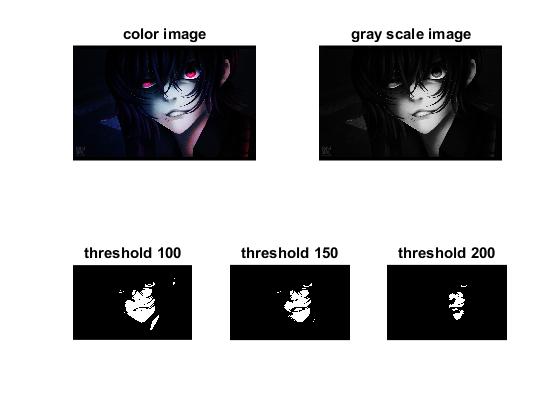 color image
gray scale image
threshold 100
threshold 150
threshold 200